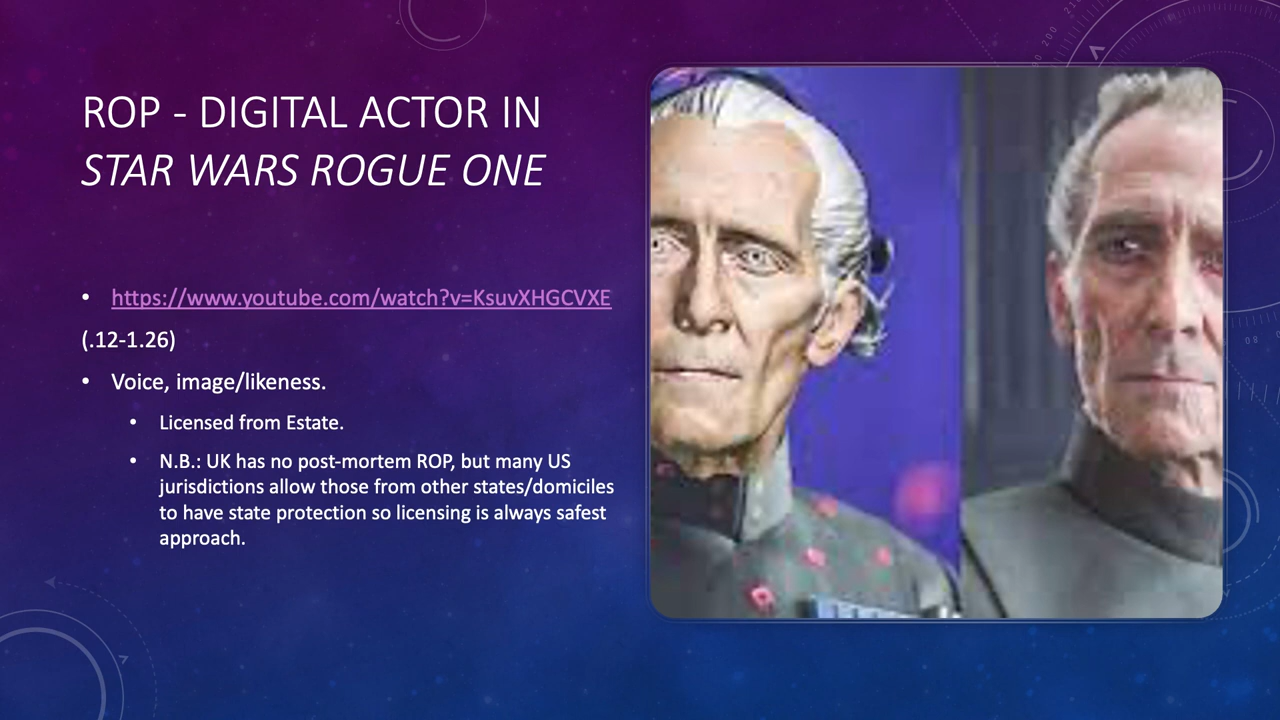 ROP - DIGITAL ACTOR IN
STAR WARS ROGUE ONE
• https://www.youtube.com/watch?v=KsuvXHGCVXE
(.12-1.26)
• Voice, image/likeness.
• Licensed from Estate.
• N.B.: UK has no post-mortem ROP, but many US
jurisdictions allow those from other states/domiciles
to have state protection so licensing is always safest
approach.